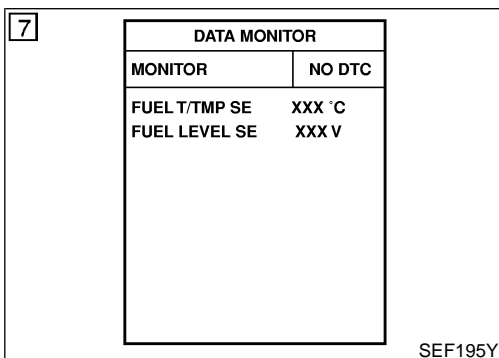 7
DATA MONITOR
MONITOR NO DTC
FUEL T/TMP SE XXX °C
FUEL LEVEL SE XXX V
SEF195Y